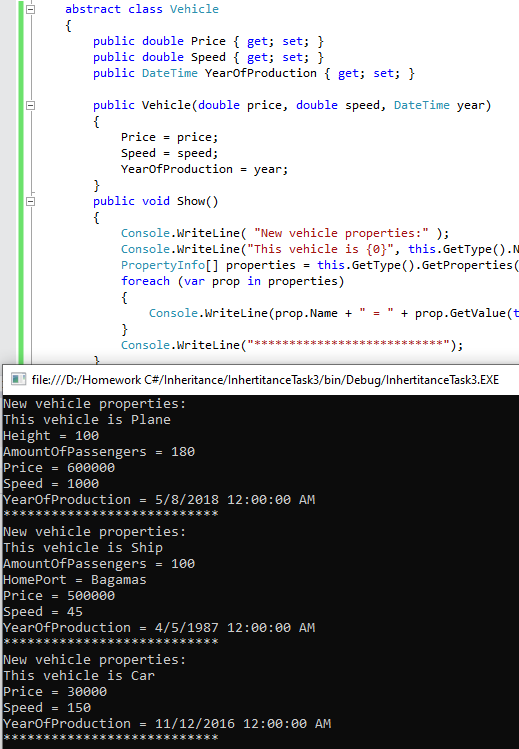 abstract class Vehicle
{
public double Price { get; set; }
public double Speed { get; set; }
public DateTime YearOfProduction { get; set; }
public Vehicle(double price, double speed, DateTime year)
{
Price = price;
Speed = speed;
YearOfProduction = year;
}
public void Show()
{
Console.WriteLine( "New vehicle properties:" );
Console.WriteLine("This vehicle is {0}", this.GetType().N
PropertyInfo[] properties = this.GetType().GetProperties(
foreach (var prop in properties)
{
Console.WriteLine(prop.Name + " = " + prop.GetValue(t
}
Console.WriteLine("***************************");
}
file:///D:/Homework C#/Inheritance/InhertitanceTask3/bin/Debug/InhertitanceTask3.EXE
New vehicle properties:
This vehicle is Plane
Height = 100
AmountOfPassengers = 180
Price = 600000
Speed = 1000
YearOfProduction = 5/8/2018 12:00:00 AM
***************************
New vehicle properties:
This vehicle is Ship
AmountOfPassengers = 100
HomePort = Bagamas
Price = 500000
Speed = 45
YearOfProduction = 4/5/1987 12:00:00 AM
***************************
New vehicle properties:
This vehicle is Car
Price = 30000
Speed = 150
YearOfProduction = 11/12/2016 12:00:00 AM
***************************